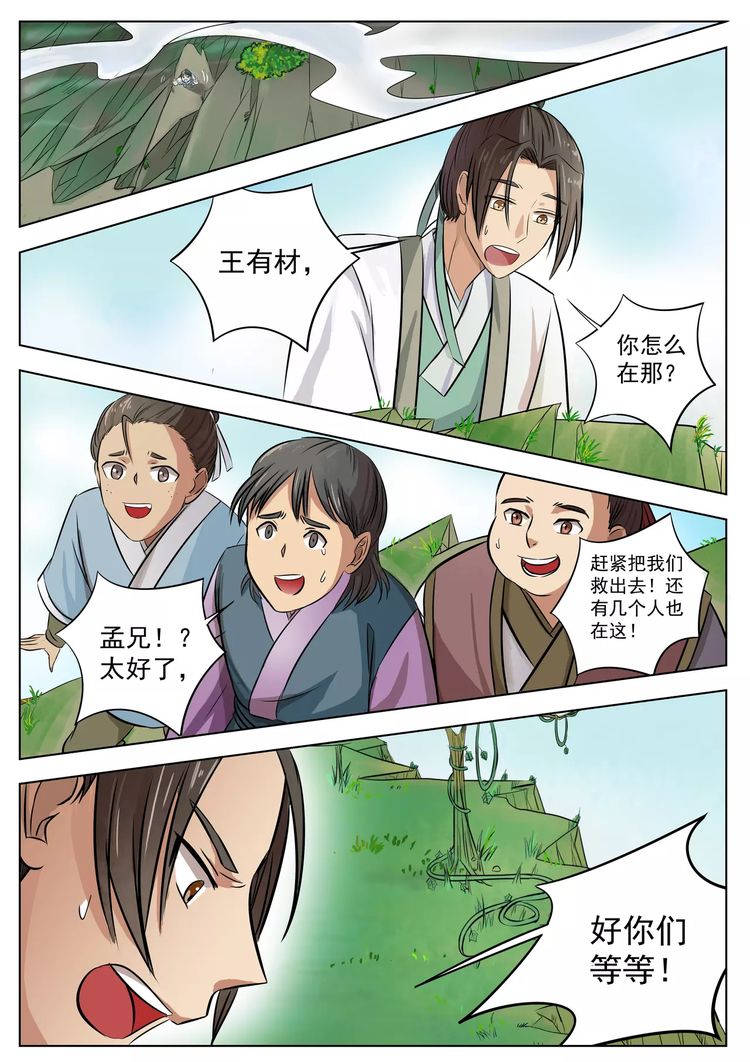 王有材，
你怎么
在那？
孟兄！？
太好了，
赶紧把我们
救出去！还
有几个人也
在这！
好你们
等等！